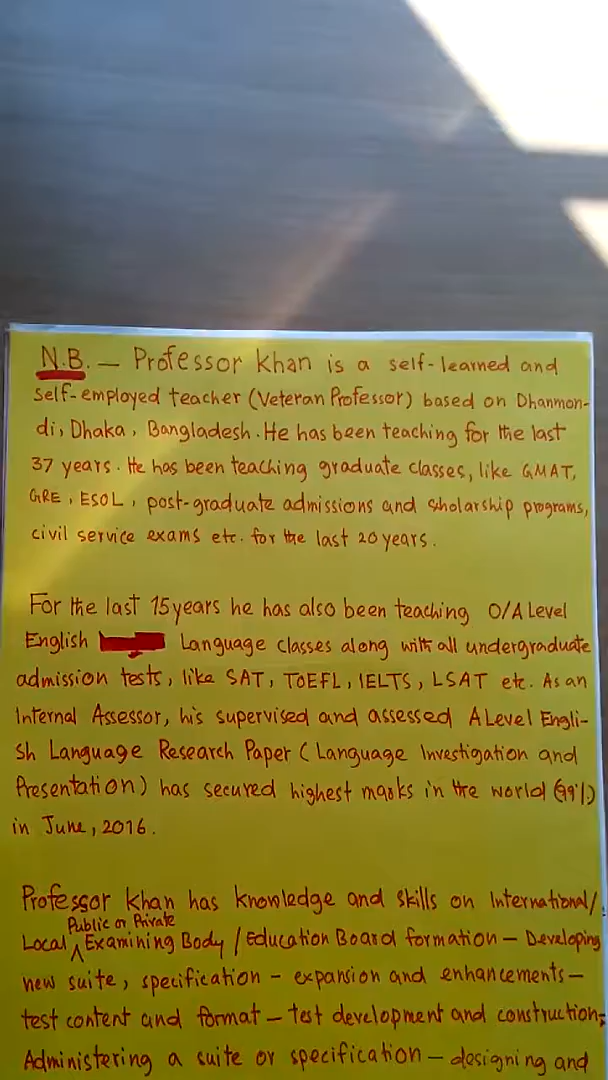 N.B. — Professor Khan is a self-learned and
self-employed teacher (Veteran Professor) based on Dhanmon-
di, Dhaka, Bangladesh. He has been teaching for the last
37 years. He has been teaching graduate classes, like GMAT,
GRE, ESOL, post-graduate admissions and scholarship programs,
civil service exams etc. for the last 20 years.
For the last 15 years he has also been teaching O/A Level
English Language classes along with all undergraduate
admission tests, like SAT, TOEFL, IELTS, LSAT etc. As an
Internal Assessor, his supervised and assessed A Level Engli-
sh Language Research Paper (Language Investigation and
Presentation) has secured highest marks in the world (99%)
in June, 2016.
Professor Khan has knowledge and skills on International/
Public or Private
Local ^ Examining Body / Education Board formation — Developing
new suite, specification - expansion and enhancements —
test content and format — test development and construction,
Administering a suite or specification — designing and